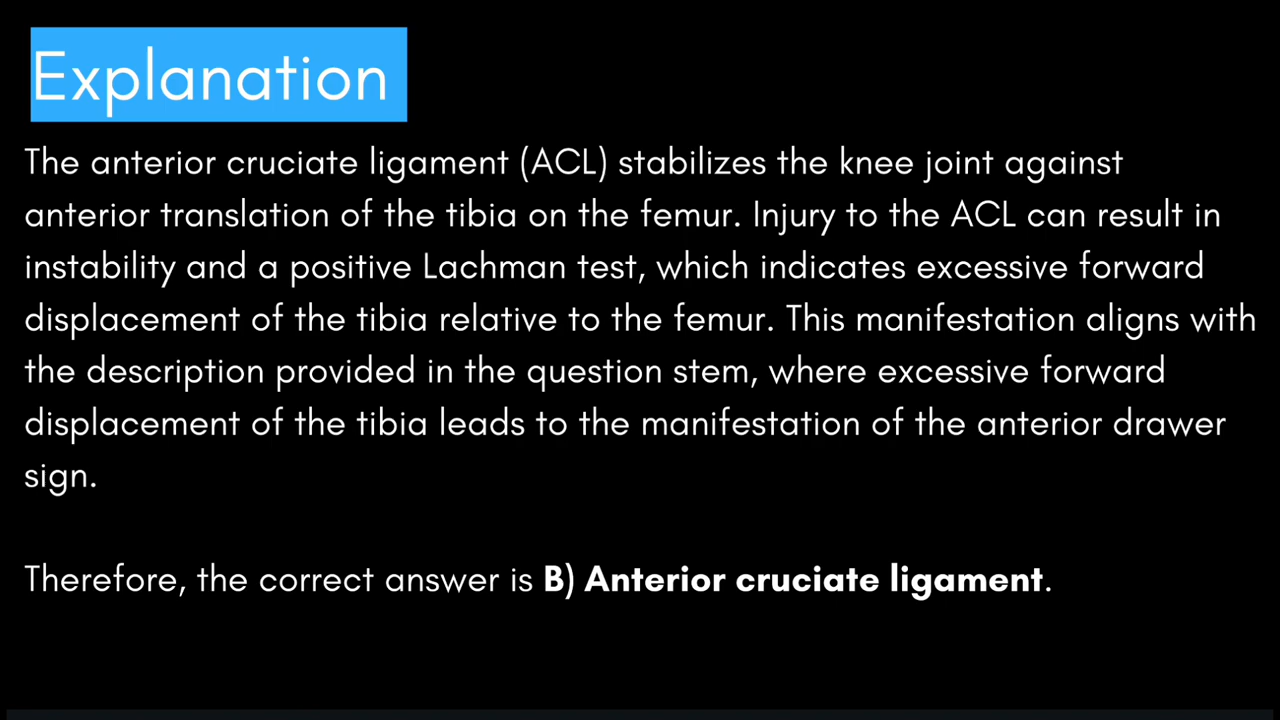 Explanation
The anterior cruciate ligament (ACL) stabilizes the knee joint against
anterior translation of the tibia on the femur. Injury to the ACL can result in
instability and a positive Lachman test, which indicates excessive forward
displacement of the tibia relative to the femur. This manifestation aligns with
the description provided in the question stem, where excessive forward
displacement of the tibia leads to the manifestation of the anterior drawer
sign.
Therefore, the correct answer is B) Anterior cruciate ligament.